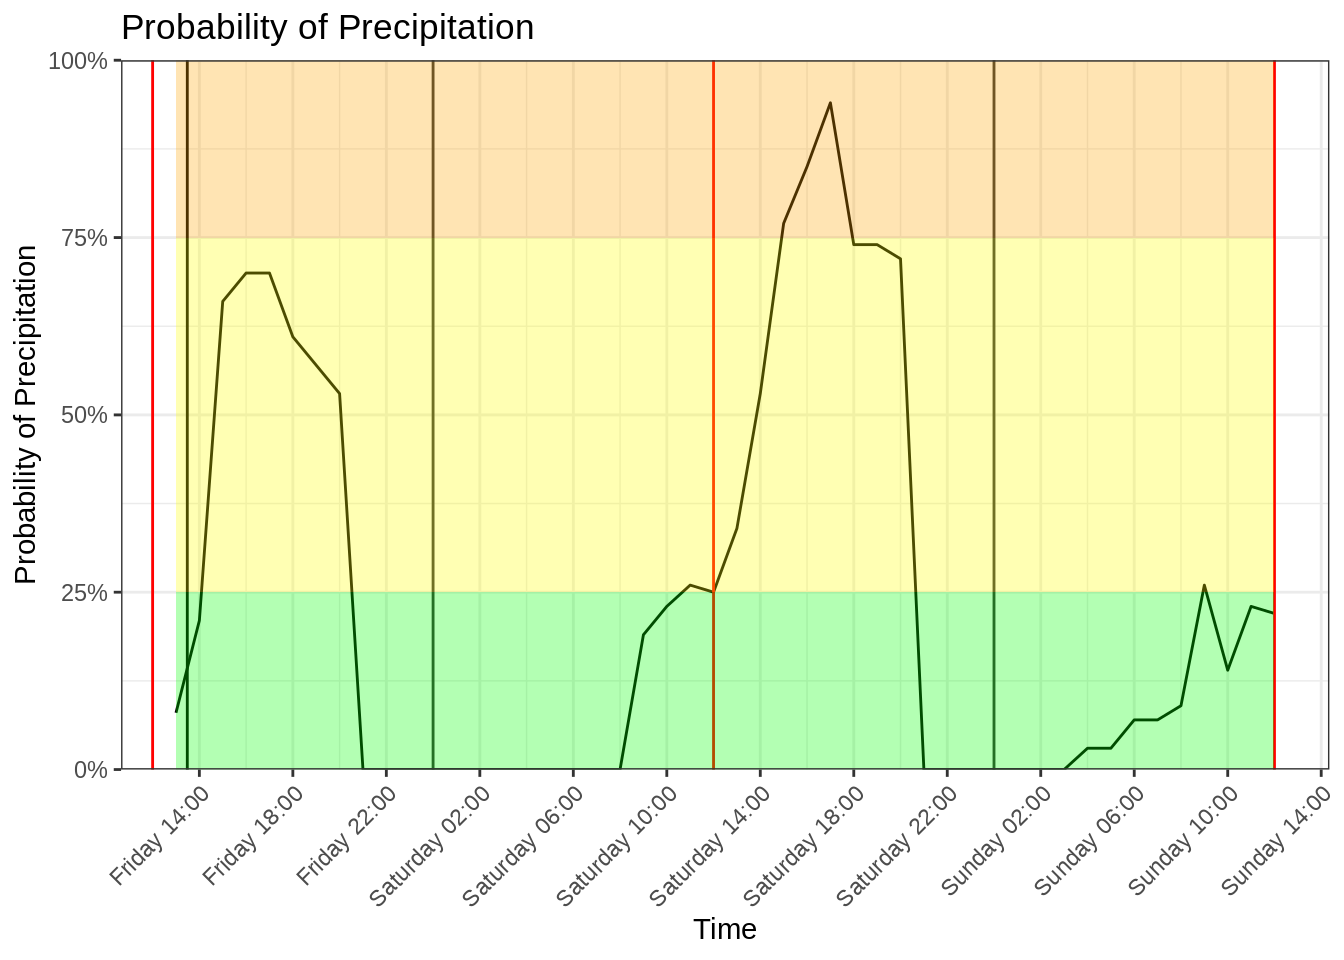 Probability of Precipitation
Probability of Precipitation
100%
75%
50%
25%
0%
Friday 14:00
Friday 18:00
Friday 22:00
Saturday 02:00
Saturday 06:00
Saturday 10:00
Saturday 14:00
Saturday 18:00
Saturday 22:00
Sunday 02:00
Sunday 06:00
Sunday 10:00
Sunday 14:00
Time